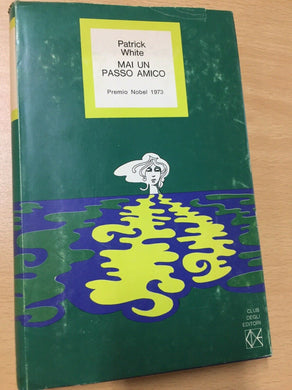 Patrick
White
MAI UN
PASSO AMICO
Premio Nobel 1973
CLUB
DEGLI
EDITORI